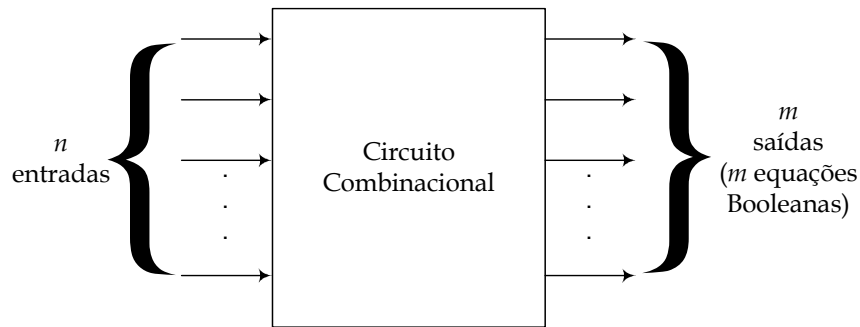 n
entradas
Circuito
Combinacional
m
saídas
(m equações
Booleanas)